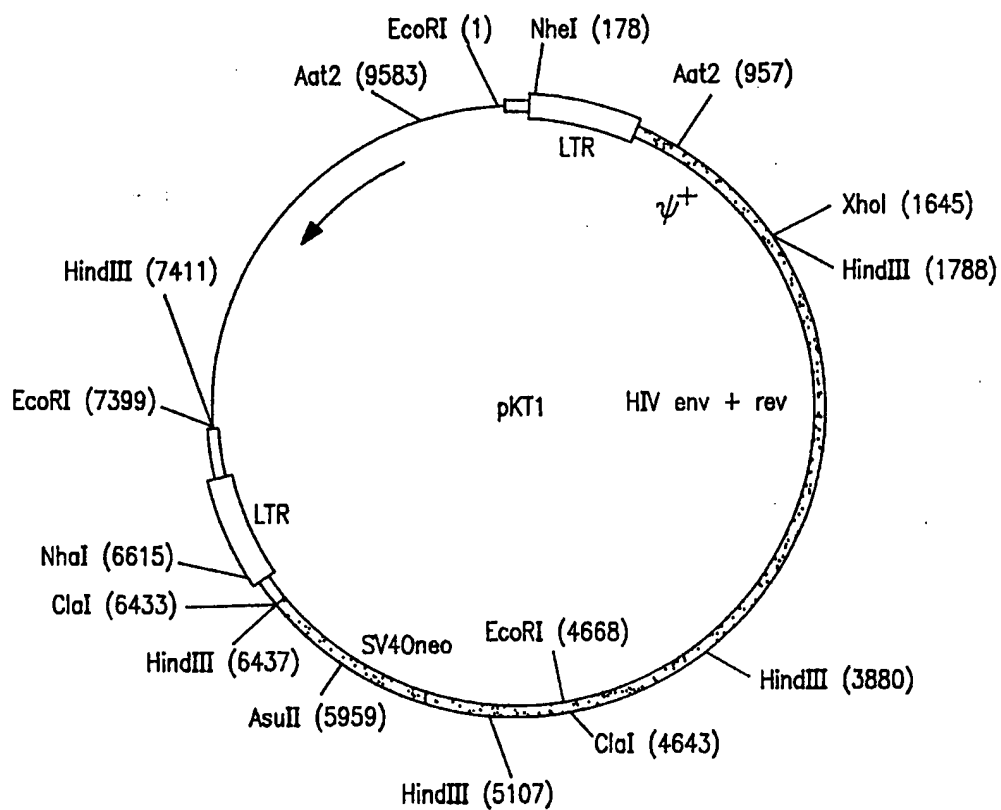 EcoRI (1)
NheI (178)
Aat2 (9583)
Aat2 (957)
LTR
ψ+
XhoI (1645)
HindIII (1788)
HindIII (7411)
EcoRI (7399)
pKT1
HIV env + rev
LTR
NhaI (6615)
ClaI (6433)
HindIII (6437)
SV40neo
EcoRI (4668)
AsuII (5959)
HindIII (3880)
ClaI (4643)
HindIII (5107)